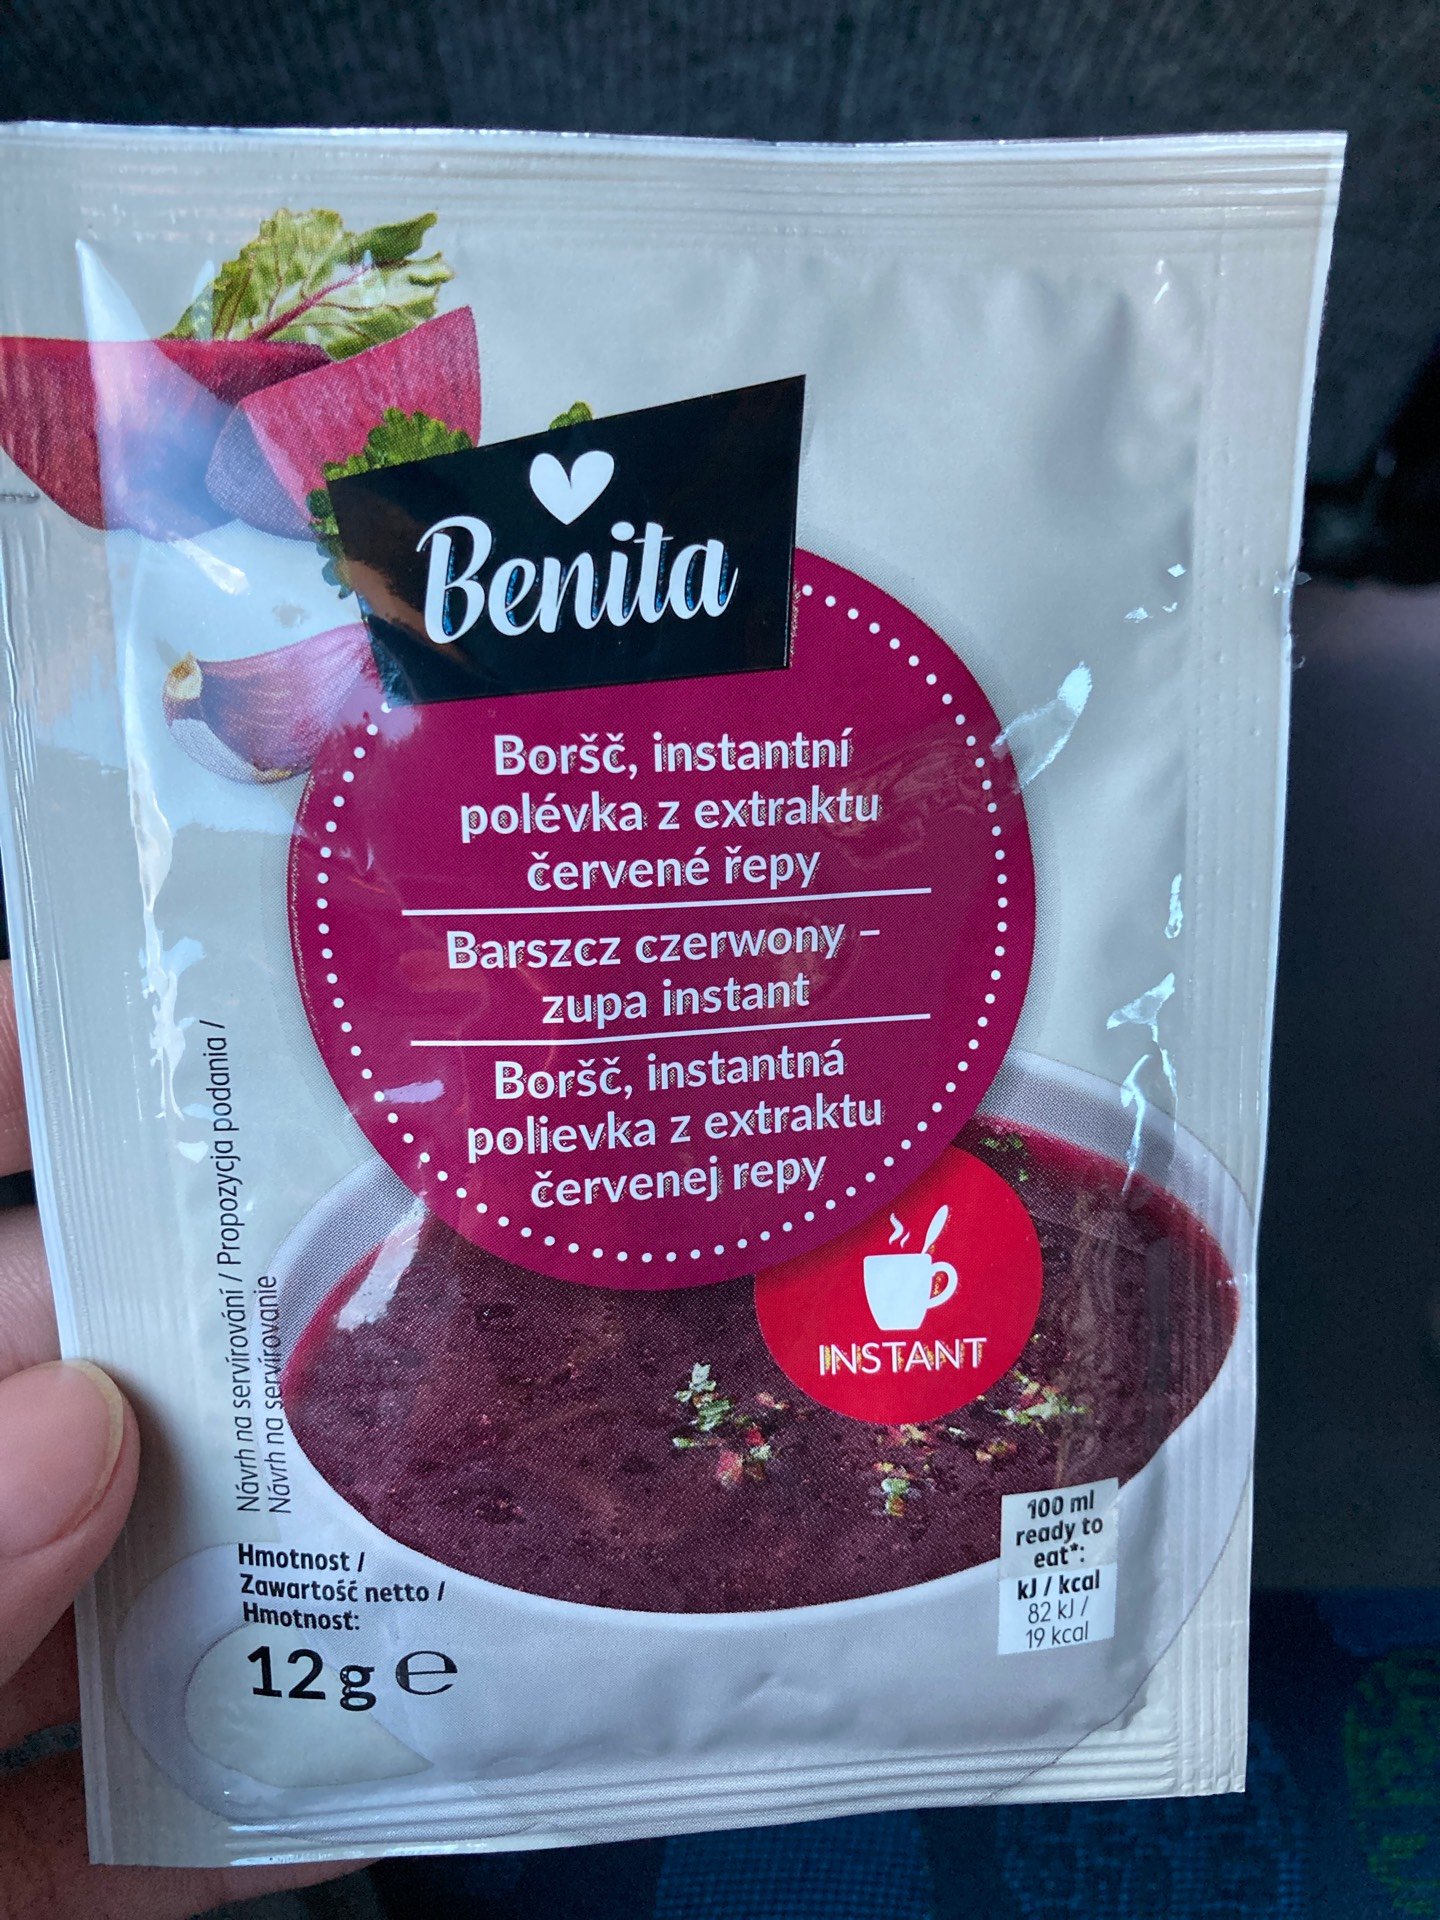 Benita
Boršč, instantní
polévka z extraktu
červené řepy
Barszcz czerwony –
zupa instant
Boršč, instantná
polievka z extraktu
červenej repy
INSTANT
Návrh na servírování / Propozycja podania /
Návrh na servírovanie
Hmotnost /
Zawartość netto /
Hmotnosť:
12 g ℮
100 ml
ready to
eat*:
kJ / kcal
82 kJ /
19 kcal